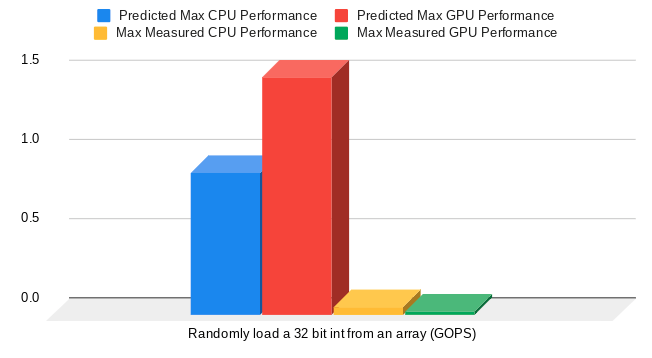 Predicted Max CPU Performance Predicted Max GPU Performance
Max Measured CPU Performance Max Measured GPU Performance
1.5
1.0
0.5
0.0
Randomly load a 32 bit int from an array (GOPS)